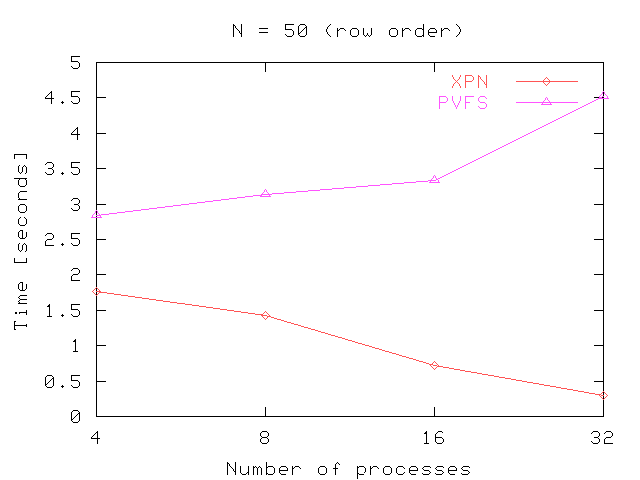 N = 50 (row order)
XPN
PVFS
Time [seconds]
5
4.5
4
3.5
3
2.5
2
1.5
1
0.5
0
4 8 16 32
Number of processes